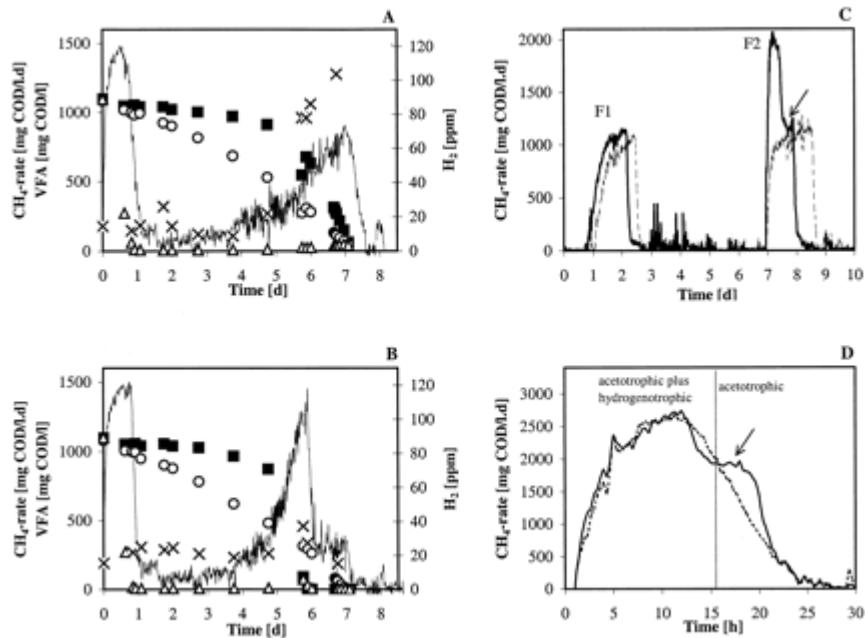 A
1500
1000
500
0
120
100
80
60
40
20
0
CH₄-rate [mg COD/l.d]
VFA [mg COD/l]
H₂ [ppm]
0 1 2 3 4 5 6 7 8
Time [d]
C
2000
1500
1000
500
0
F1
F2
CH₄-rate [mg COD/l.d]
0 1 2 3 4 5 6 7 8 9 10
Time [d]
B
1500
1000
500
0
120
100
80
60
40
20
0
CH₄-rate [mg COD/l.d]
VFA [mg COD/l]
H₂ [ppm]
0 1 2 3 4 5 6 7 8
Time [d]
D
3000
2500
2000
1500
1000
500
0
acetotrophic plus
hydrogenotrophic
acetotrophic
CH₄-rate [mg COD/l.d]
0 5 10 15 20 25 30
Time [h]